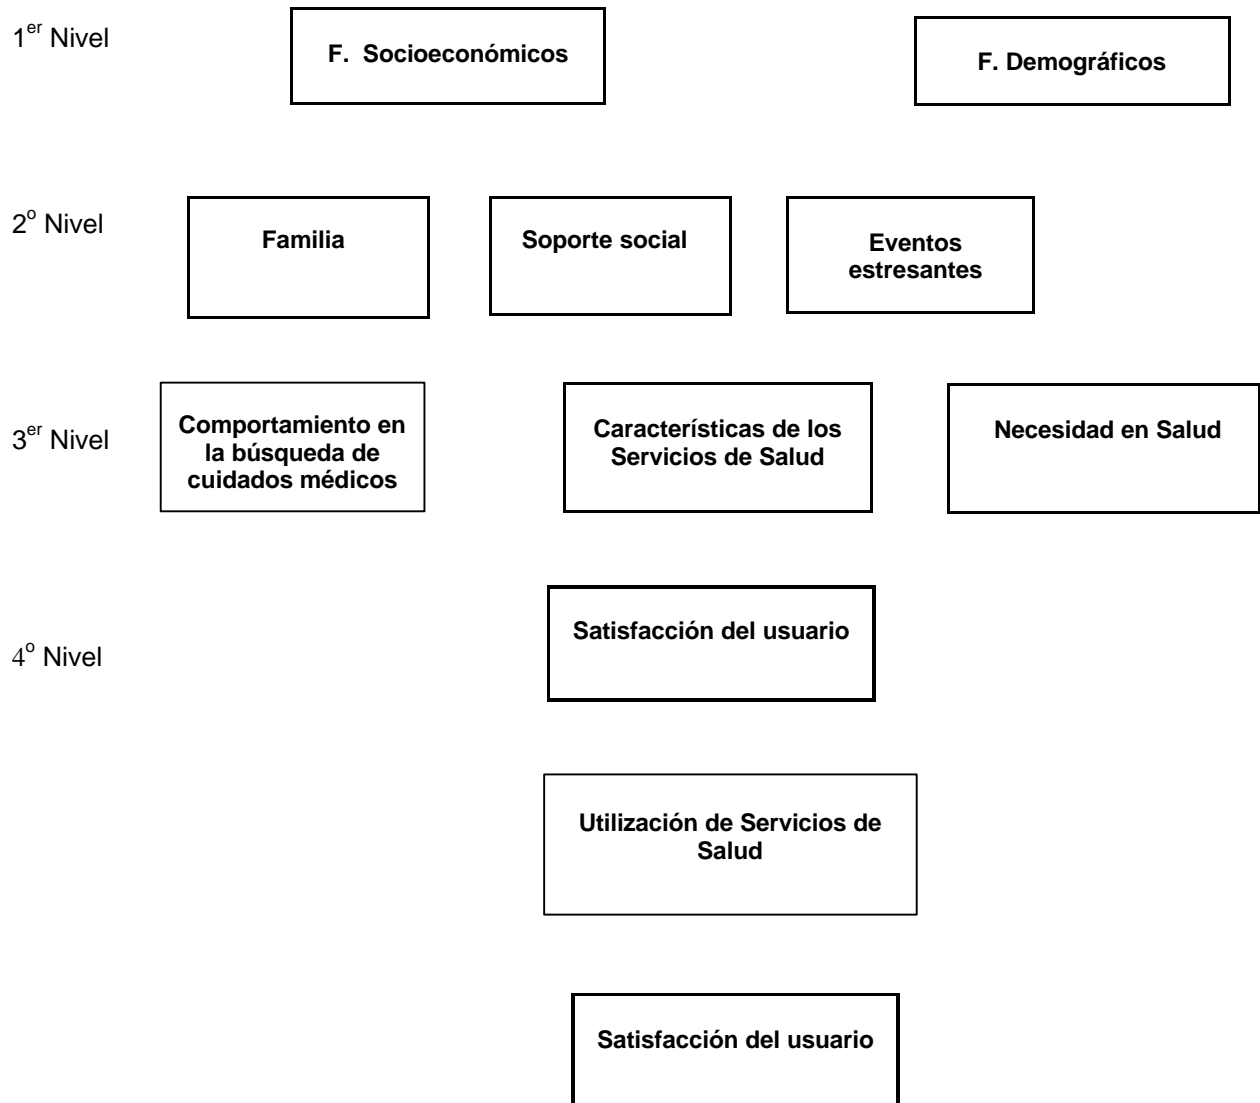 1er Nivel
F. Socioeconómicos
F. Demográficos
2o Nivel
Familia
Soporte social
Eventos
estresantes
3er Nivel
Comportamiento en
la búsqueda de
cuidados médicos
Características de los
Servicios de Salud
Necesidad en Salud
4o Nivel
Satisfacción del usuario
Utilización de Servicios de
Salud
Satisfacción del usuario